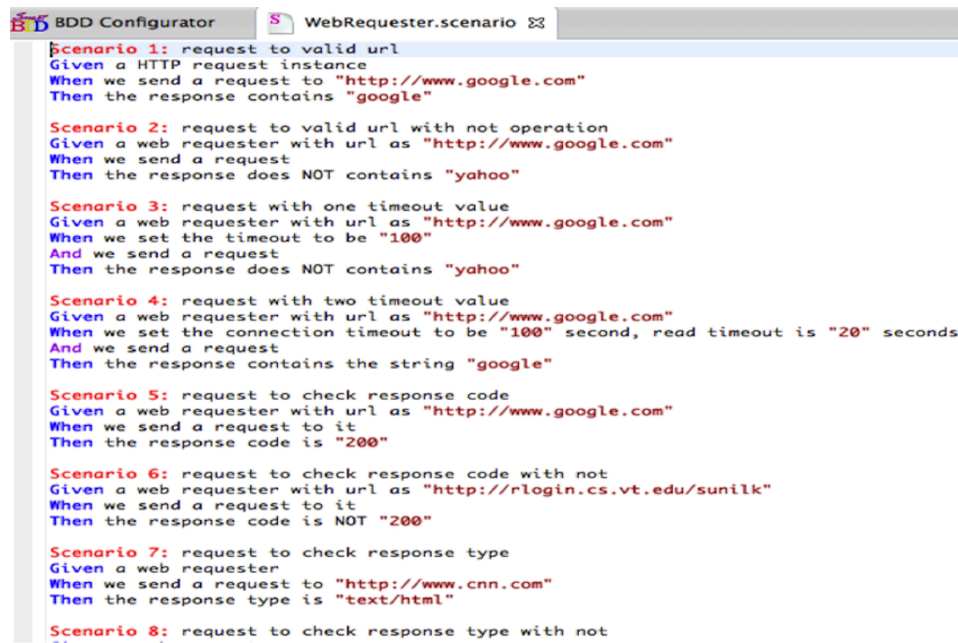 BDD BDD Configurator S WebRequester.scenario
Scenario 1: request to valid url
Given a HTTP request instance
When we send a request to "http://www.google.com"
Then the response contains "google"
Scenario 2: request to valid url with not operation
Given a web requester with url as "http://www.google.com"
When we send a request
Then the response does NOT contains "yahoo"
Scenario 3: request with one timeout value
Given a web requester with url as "http://www.google.com"
When we set the timeout to be "100"
And we send a request
Then the response does NOT contains "yahoo"
Scenario 4: request with two timeout value
Given a web requester with url as "http://www.google.com"
When we set the connection timeout to be "100" second, read timeout is "20" seconds
And we send a request
Then the response contains the string "google"
Scenario 5: request to check response code
Given a web requester with url as "http://www.google.com"
When we send a request to it
Then the response code is "200"
Scenario 6: request to check response code with not
Given a web requester with url as "http://rlogin.cs.vt.edu/sunilk"
When we send a request to it
Then the response code is NOT "200"
Scenario 7: request to check response type
Given a web requester
When we send a request to "http://www.cnn.com"
Then the response type is "text/html"
Scenario 8: request to check response type with not